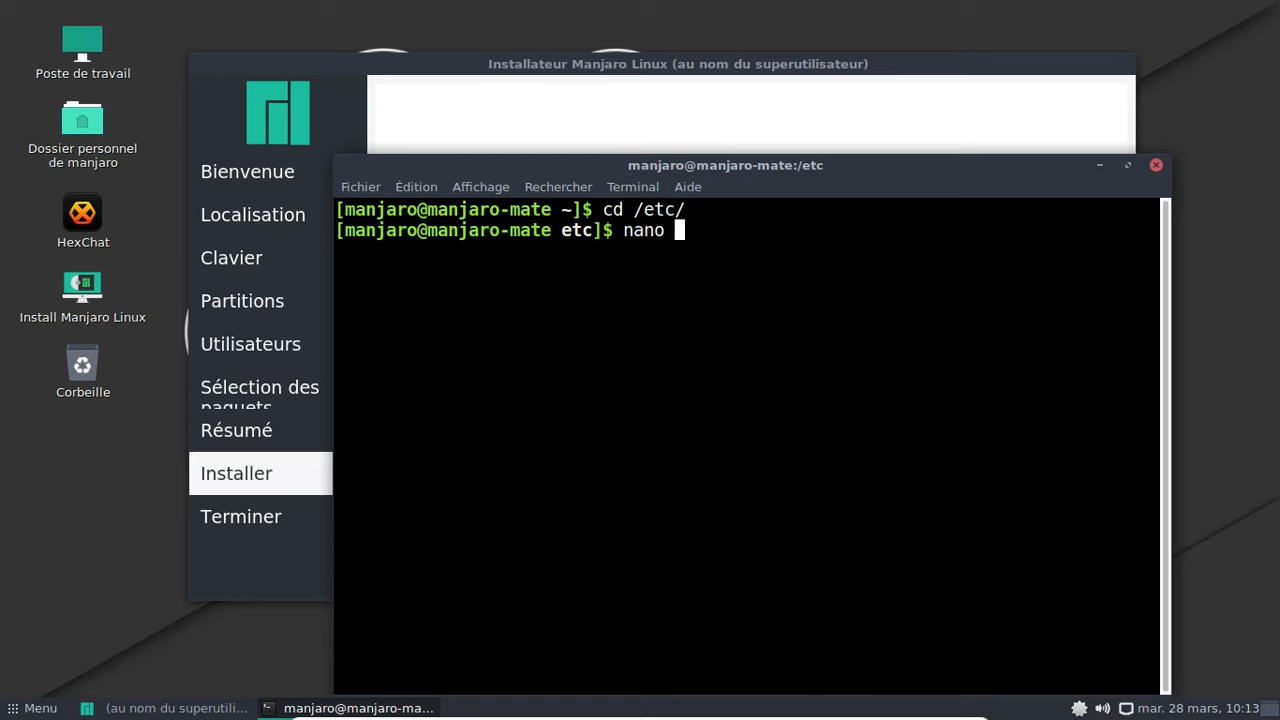 Poste de travail
Dossier personnel
de manjaro
HexChat
Install Manjaro Linux
Corbeille
Installateur Manjaro Linux (au nom du superutilisateur)
Bienvenue
Localisation
Clavier
Partitions
Utilisateurs
Sélection des
paquets
Résumé
Installer
Terminer
manjaro@manjaro-mate:/etc
Fichier Édition Affichage Rechercher Terminal Aide
[manjaro@manjaro-mate ~]$ cd /etc/
[manjaro@manjaro-mate etc]$ nano
Menu (au nom du superutili... manjaro@manjaro-ma... mar. 28 mars, 10:13